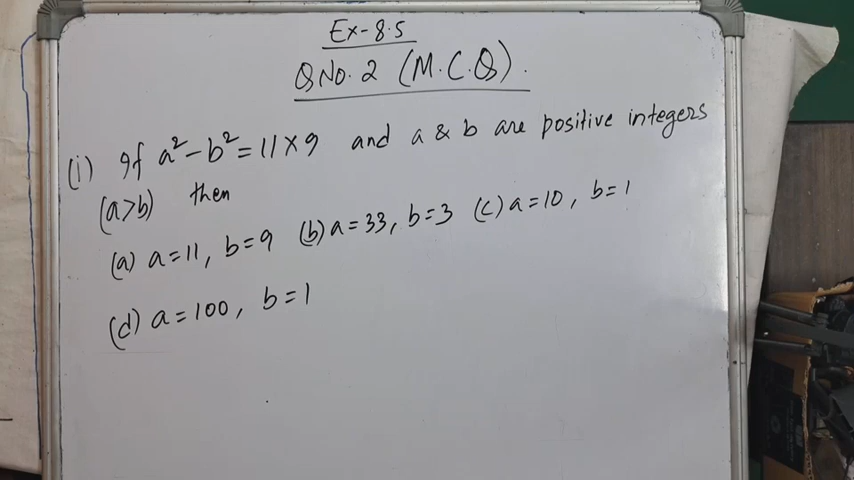 Ex-8.5
Q No. 2 (M.C.Q).
(i) If a² - b² = 11 × 9 and a & b are positive integers
(a>b) then
(a) a = 11, b = 9 (b) a = 33, b = 3 (c) a = 10, b = 1
(d) a = 100, b = 1